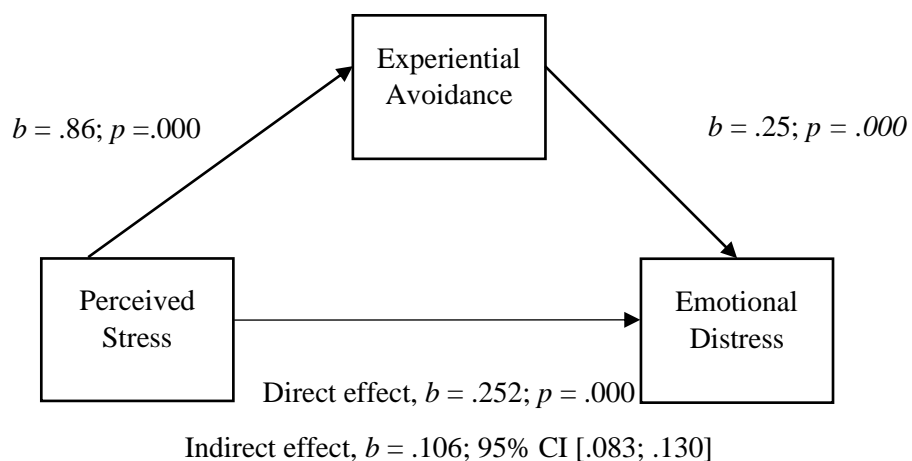 Experiential
Avoidance
b = .86; p =.000
b = .25; p = .000
Perceived
Stress
Emotional
Distress
Direct effect, b = .252; p = .000
Indirect effect, b = .106; 95% CI [.083; .130]